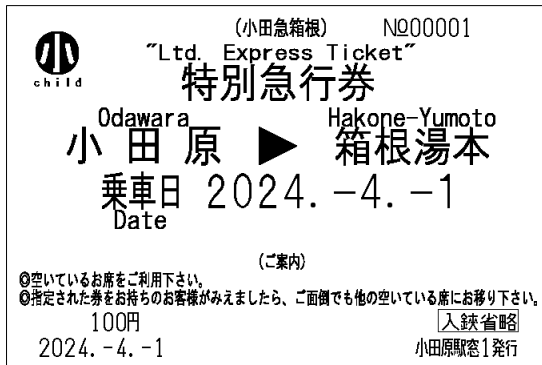 (小田急箱根) №00001
小
child
"Ltd. Express Ticket"
特別急行券
Odawara Hakone-Yumoto
小田原 ▶ 箱根湯本
乗車日 2024.-4.-1
Date
(ご案内)
◎空いているお席をご利用下さい。
◎指定された券をお持ちのお客様がみえましたら、ご面倒でも他の空いている席にお移り下さい。
100円 入鋏省略
2024.-4.-1 小田原駅窓1発行